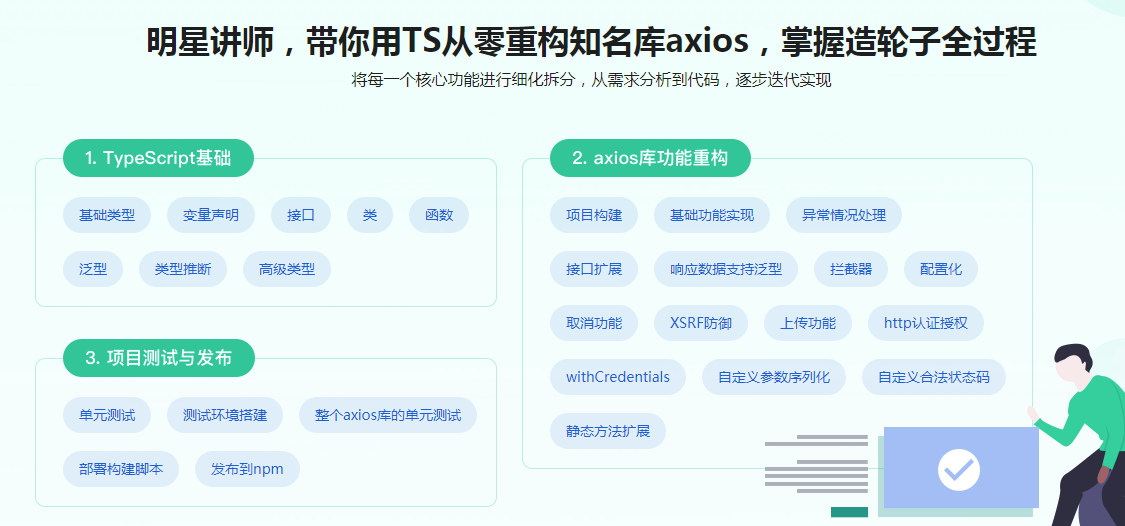 明星讲师，带你用TS从零重构知名库axios，掌握造轮子全过程
将每一个核心功能进行细化拆分，从需求分析到代码，逐步迭代实现
1. TypeScript基础
基础类型 变量声明 接口 类 函数
泛型 类型推断 高级类型
2. axios库功能重构
项目构建 基础功能实现 异常情况处理
接口扩展 响应数据支持泛型 拦截器 配置化
取消功能 XSRF防御 上传功能 http认证授权
withCredentials 自定义参数序列化 自定义合法状态码
静态方法扩展
3. 项目测试与发布
单元测试 测试环境搭建 整个axios库的单元测试
部署构建脚本 发布到npm